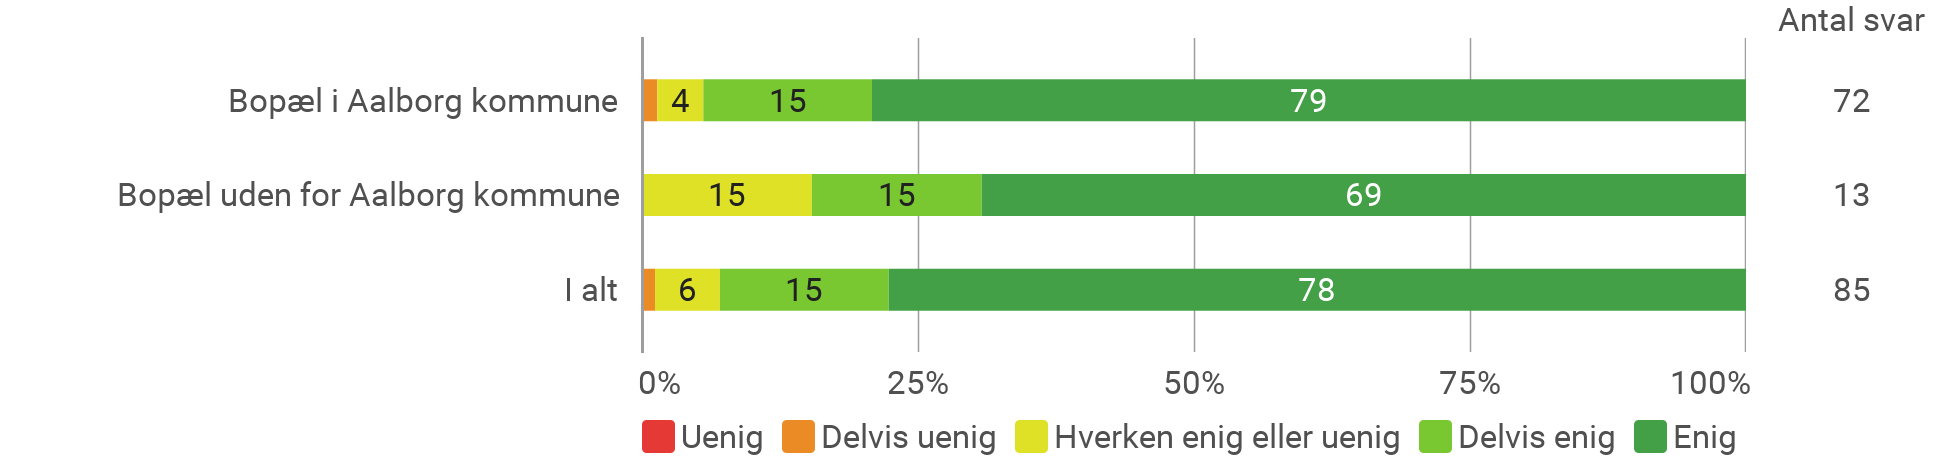 Antal svar
Bopæl i Aalborg kommune 4 15 79 72
Bopæl uden for Aalborg kommune 15 15 69 13
I alt 6 15 78 85
0% 25% 50% 75% 100%
Uenig Delvis uenig Hverken enig eller uenig Delvis enig Enig